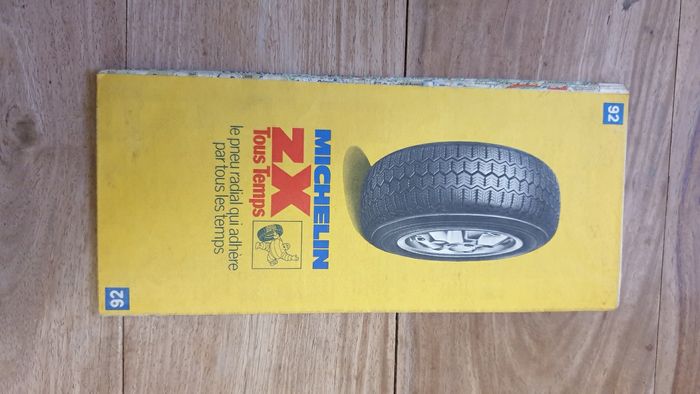 92
MICHELIN
ZX
Tous Temps
le pneu radial qui adhère
par tous les temps
92